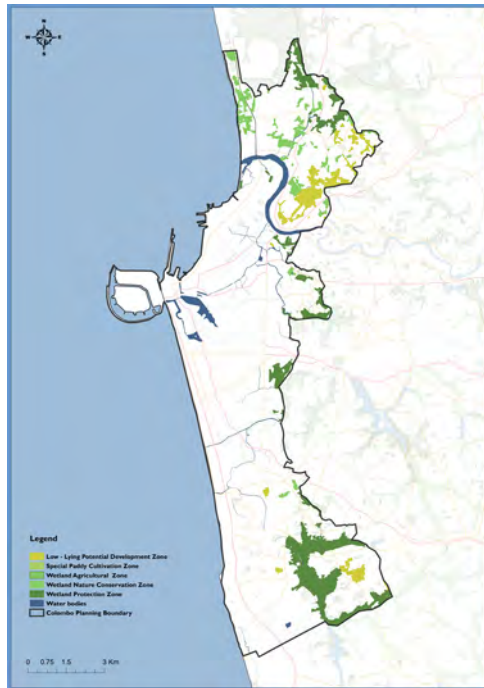 N
W E
S
Legend
Low - Lying Potential Development Zone
Special Paddy Cultivation Zone
Wetland Agricultural Zone
Wetland Nature Conservation Zone
Wetland Protection Zone
Water bodies
Colombo Planning Boundary
0 0.75 1.5 3 Km